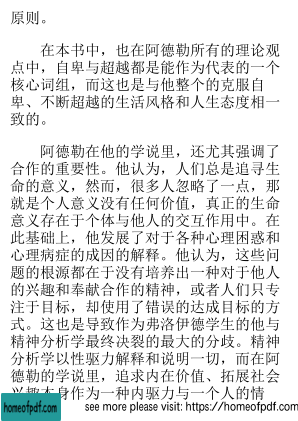 原则。
在本书中，也在阿德勒所有的理论观
点中，自卑与超越都是能作为代表的一个
核心词组，而这也是与他整个的克服自
卑、不断超越的生活风格和人生态度相一
致的。
阿德勒在他的学说里，还尤其强调了
合作的重要性。他认为，人们总是追寻生
命的意义，然而，很多人忽略了一点，那
就是个人意义没有任何价值，真正的生命
意义存在于个体与他人的交互作用中。在
此基础上，他发展了对于各种心理困惑和
心理病症的成因的解释。他认为，这些问
题的根源都在于没有培养出一种对于他人
的兴趣和奉献合作的精神，或者人们只专
注于目标，却使用了错误的达成目标的方
式。这也是导致作为弗洛伊德学生的他与
精神分析学最终决裂的最大的分歧。精神
分析学以性驱力解释和说明一切，而在阿
德勒的学说里，追求内在价值、拓展社会
兴趣本身作为一种内驱力与一个人的情
homeofpdf.com
see more please visit: https://homeofpdf.com